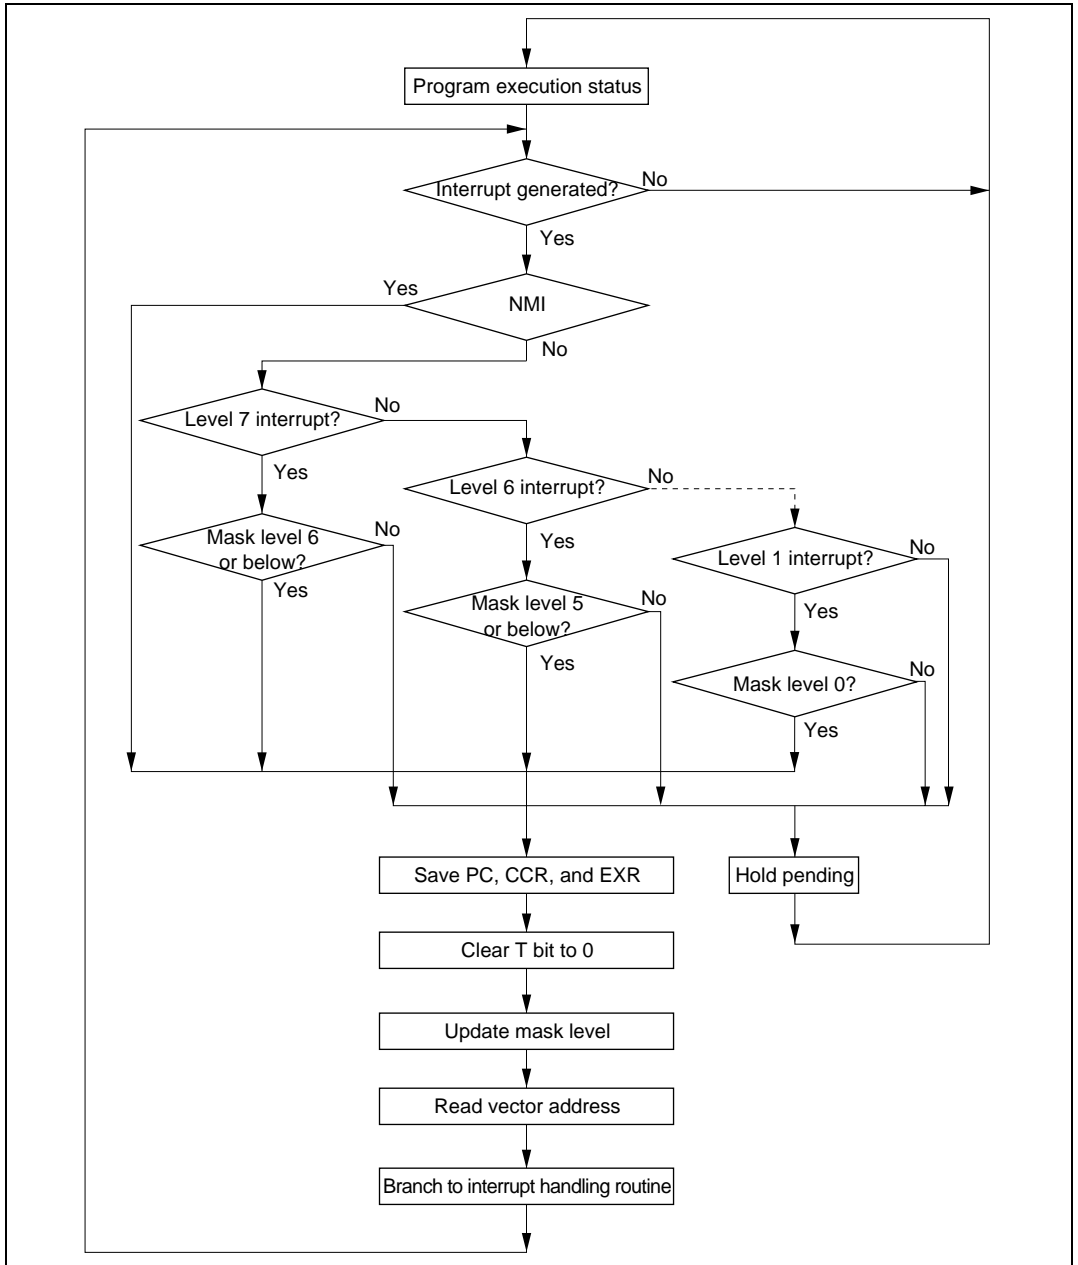 Program execution status
Interrupt generated?
No
Yes
Yes
NMI
No
Level 7 interrupt?
No
Yes
Level 6 interrupt?
No
Mask level 6
or below?
No
Yes
Level 1 interrupt?
No
Yes
Mask level 5
or below?
No
Yes
Yes
Mask level 0?
No
Yes
Save PC, CCR, and EXR
Hold pending
Clear T bit to 0
Update mask level
Read vector address
Branch to interrupt handling routine